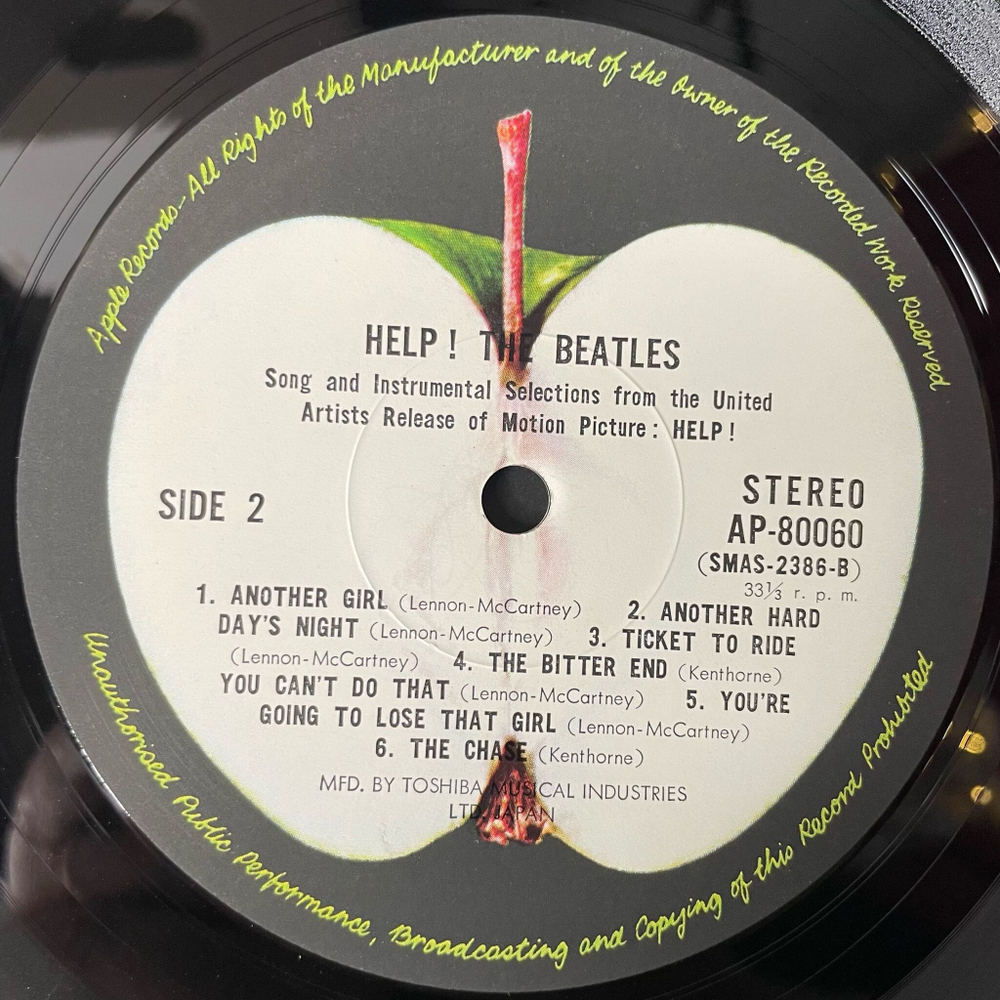 Apple Records - All Rights of the Manufacturer and of the Owner of the Recorded Work Reserved
HELP! THE BEATLES
Song and Instrumental Selections from the United
Artists Release of Motion Picture: HELP!
SIDE 2
STEREO
AP-80060
(SMAS-2386-B)
33⅓ r. p. m.
1. ANOTHER GIRL (Lennon-McCartney) 2. ANOTHER HARD
DAY'S NIGHT (Lennon-McCartney) 3. TICKET TO RIDE
(Lennon-McCartney) 4. THE BITTER END (Kenthorne)
YOU CAN'T DO THAT (Lennon-McCartney) 5. YOU'RE
GOING TO LOSE THAT GIRL (Lennon-McCartney)
6. THE CHASE (Kenthorne)
MFD. BY TOSHIBA MUSICAL INDUSTRIES
LTD. JAPAN
Unauthorised Public Performance, Broadcasting and Copying of this Record Prohibited